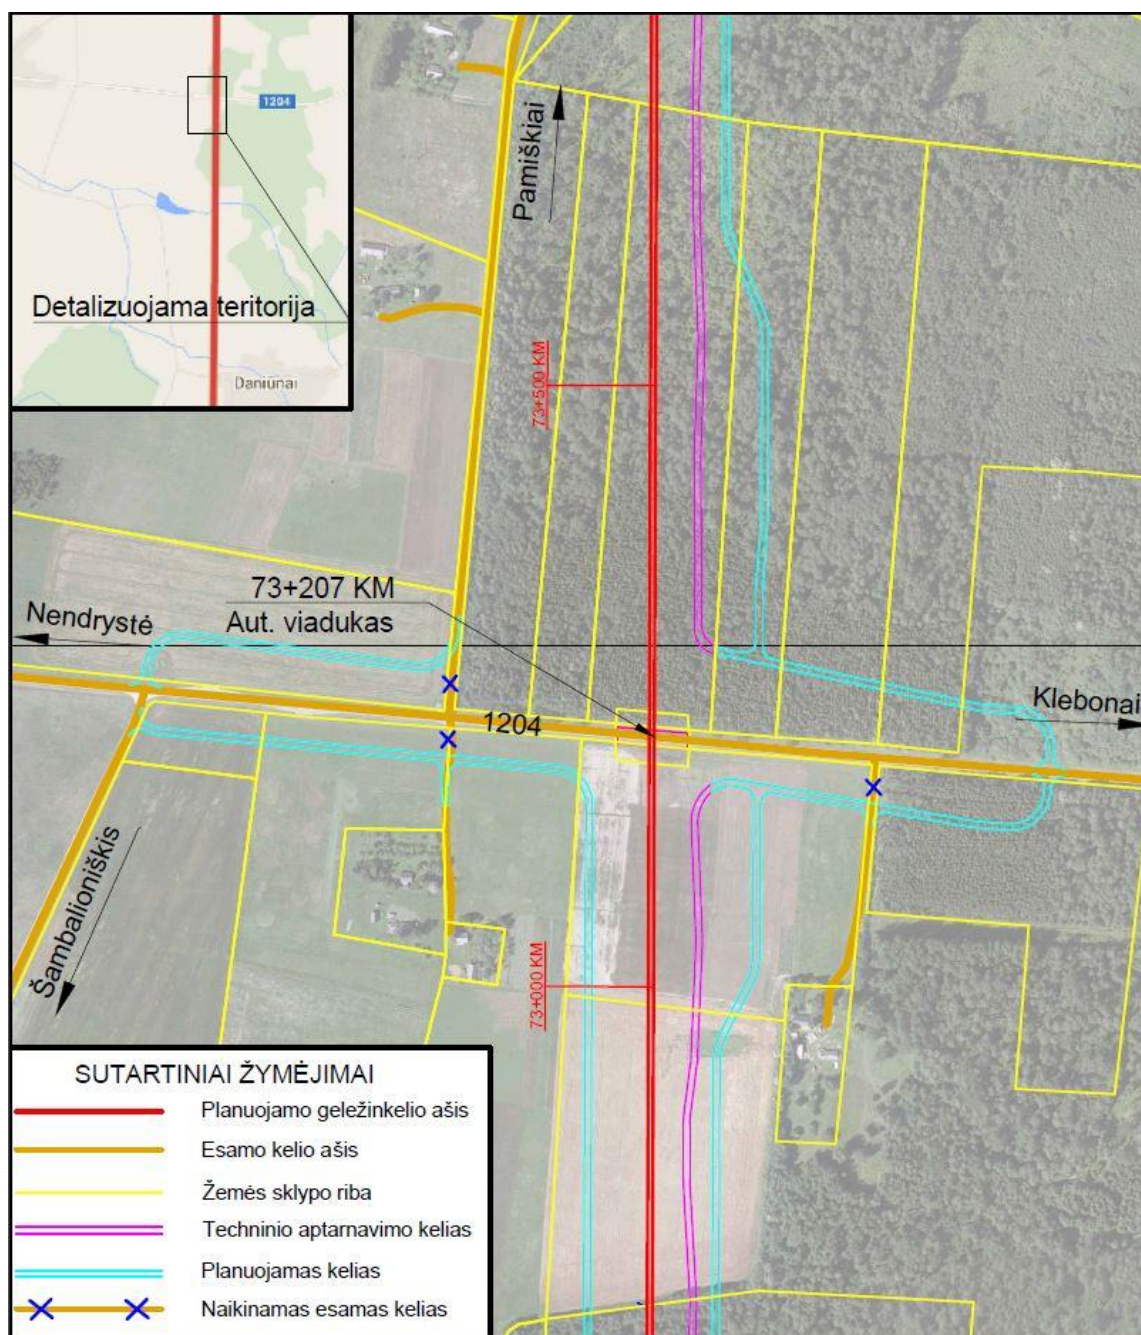 1204
Detalizuojama teritorija
Daniūnai
Pamiškiai
73+500 KM
73+207 KM
Aut. viadukas
Nendrystė
Klebonai
1204
Šambalioniškis
73+000 KM
SUTARTINIAI ŽYMĖJIMAI
Planuojamo geležinkelio ašis
Esamo kelio ašis
Žemės sklypo riba
Techninio aptarnavimo kelias
Planuojamas kelias
Naikinamas esamas kelias